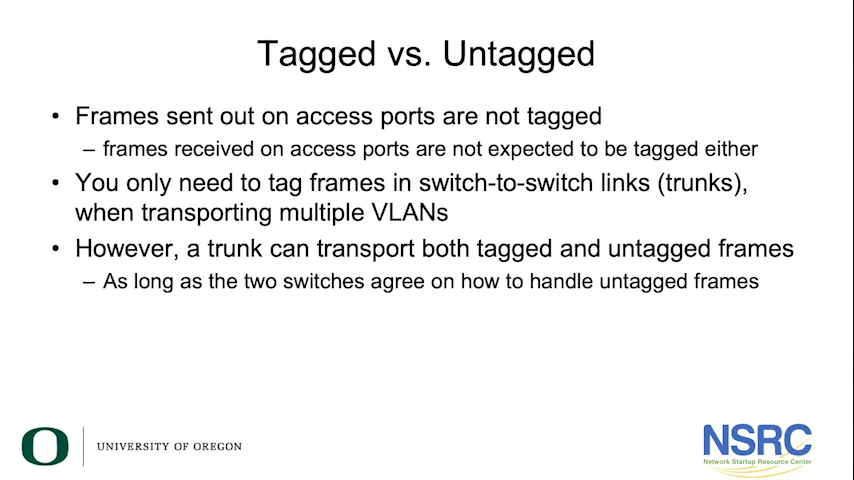 Tagged vs. Untagged
• Frames sent out on access ports are not tagged
– frames received on access ports are not expected to be tagged either
• You only need to tag frames in switch-to-switch links (trunks),
when transporting multiple VLANs
• However, a trunk can transport both tagged and untagged frames
– As long as the two switches agree on how to handle untagged frames
O
UNIVERSITY OF OREGON
NSRC
Network Startup Resource Center